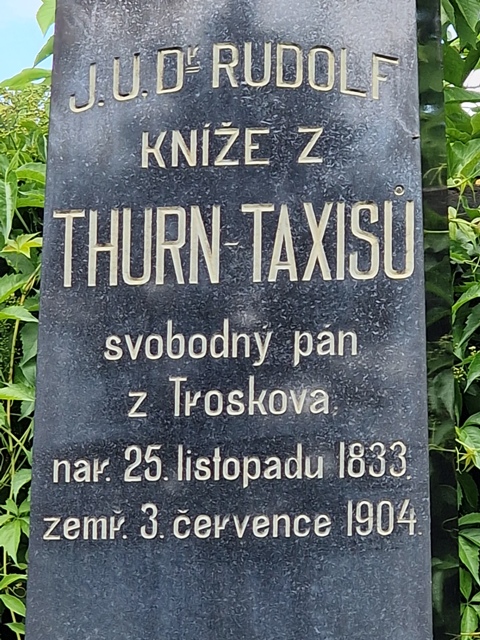 J.U.Dr RUDOLF
KNÍŽE Z
THURN-TAXISŮ
svobodný pán
z Troskova.
nar. 25. listopadu 1833.
zemř. 3. července 1904.